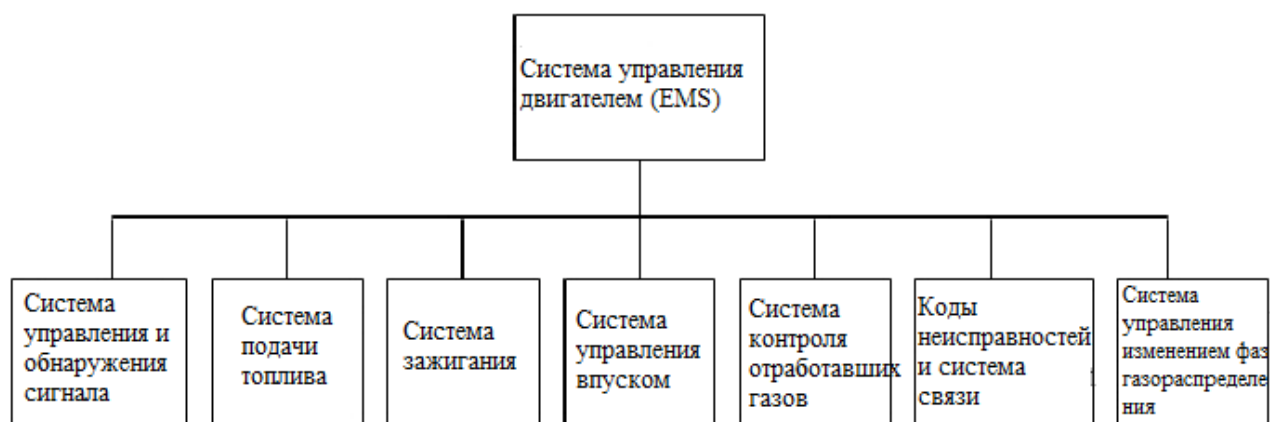 Система управления
двигателем (EMS)
Система
управления и
обнаружения
сигнала
Система
подачи
топлива
Система
зажигания
Система
управления
впуском
Система
контроля
отработавших
газов
Коды
неисправностей
и система
связи
Система
управления
изменением фаз
газораспределе
ния